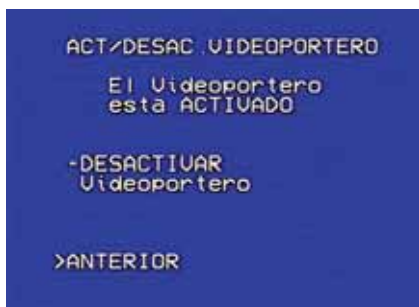 ACT/DESAC.VIDEOPORTERO
El Videoportero
esta ACTIVADO
-DESACTIVAR
Videoportero
>ANTERIOR